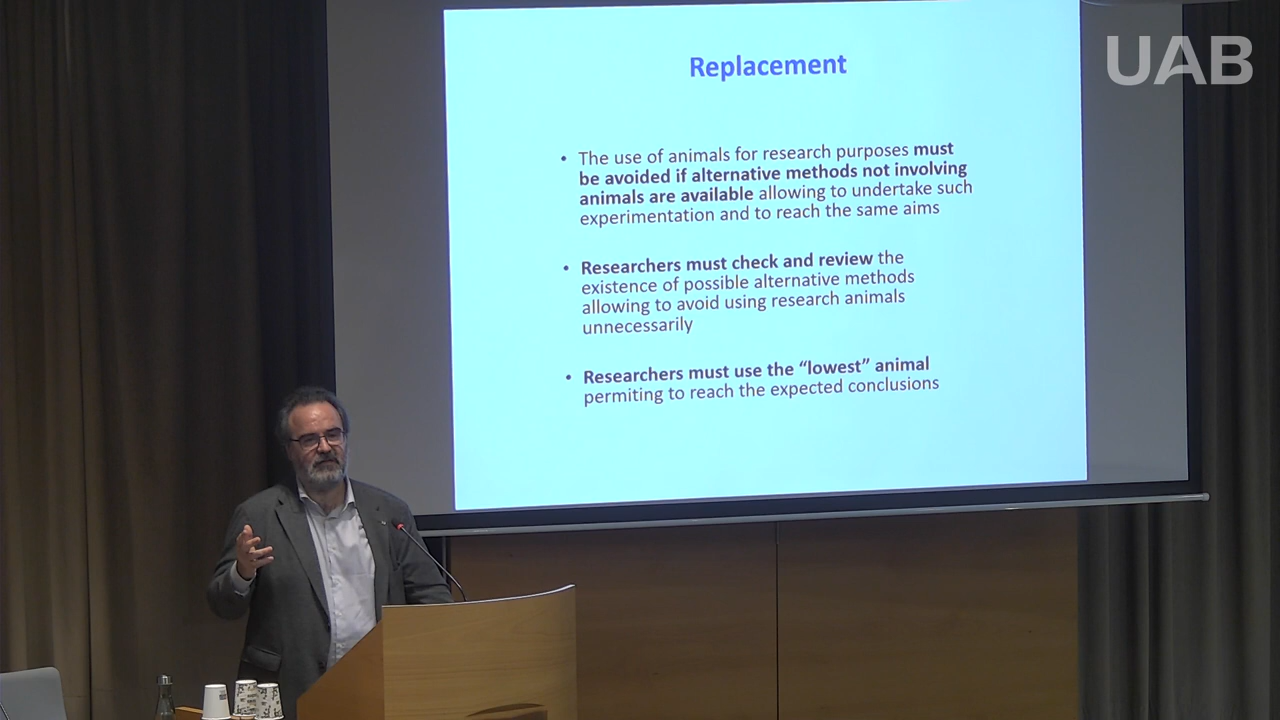 UAB
Replacement
• The use of animals for research purposes must
be avoided if alternative methods not involving
animals are available allowing to undertake such
experimentation and to reach the same aims
• Researchers must check and review the
existence of possible alternative methods
allowing to avoid using research animals
unnecessarily
• Researchers must use the “lowest” animal
permiting to reach the expected conclusions